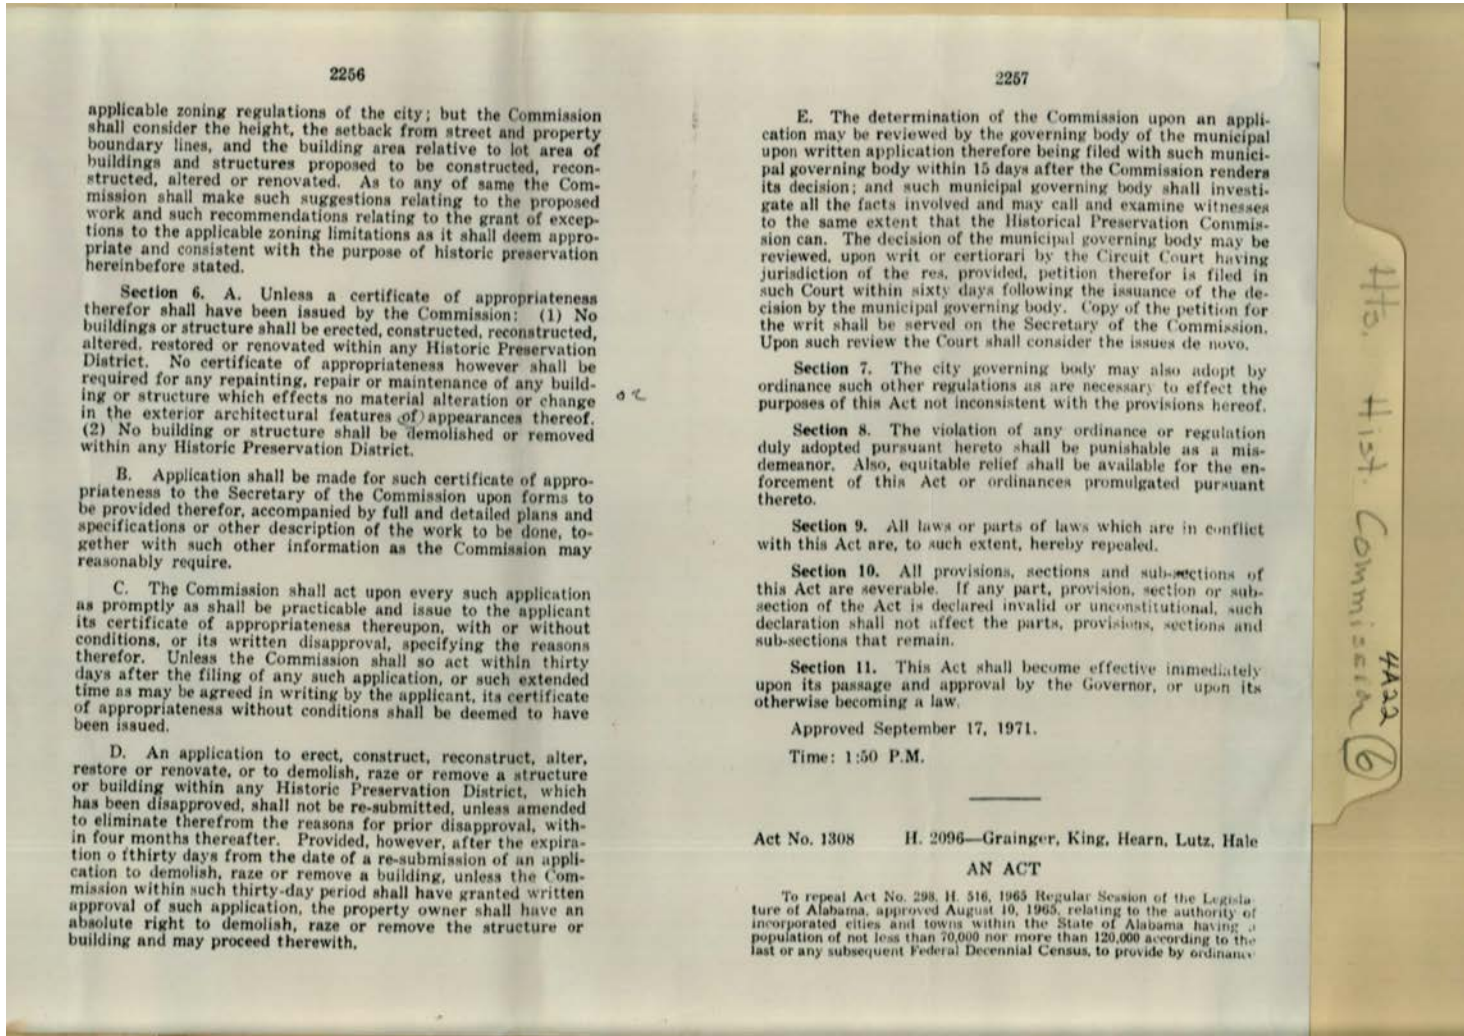 2256
applicable zoning regulations of the city; but the Commission
shall consider the height, the setback from street and property
boundary lines, and the building area relative to lot area of
buildings and structures proposed to be constructed, recon-
structed, altered or renovated. As to any of same the Com-
mission shall make such suggestions relating to the proposed
work and such recommendations relating to the grant of excep-
tions to the applicable zoning limitations as it shall deem appro-
priate and consistent with the purpose of historic preservation
hereinbefore stated.
Section 6. A. Unless a certificate of appropriateness
therefor shall have been issued by the Commission: (1) No
buildings or structure shall be erected, constructed, reconstructed,
altered, restored or renovated within any Historic Preservation
District. No certificate of appropriateness however shall be
required for any repainting, repair or maintenance of any build-
ing or structure which effects no material alteration or change
in the exterior architectural features of appearances thereof.
or
(2) No building or structure shall be demolished or removed
within any Historic Preservation District.
B. Application shall be made for such certificate of appro-
priateness to the Secretary of the Commission upon forms to
be provided therefor, accompanied by full and detailed plans and
specifications or other description of the work to be done, to-
gether with such other information as the Commission may
reasonably require.
C. The Commission shall act upon every such application
as promptly as shall be practicable and issue to the applicant
its certificate of appropriateness thereupon, with or without
conditions, or its written disapproval, specifying the reasons
therefor. Unless the Commission shall so act within thirty
days after the filing of any such application, or such extended
time as may be agreed in writing by the applicant, its certificate
of appropriateness without conditions shall be deemed to have
been issued.
D. An application to erect, construct, reconstruct, alter,
restore or renovate, or to demolish, raze or remove a structure
or building within any Historic Preservation District, which
has been disapproved, shall not be re-submitted, unless amended
to eliminate therefrom the reasons for prior disapproval, with-
in four months thereafter. Provided, however, after the expira-
tion o fthirty days from the date of a re-submission of an appli-
cation to demolish, raze or remove a building, unless the Com-
mission within such thirty-day period shall have granted written
approval of such application, the property owner shall have an
absolute right to demolish, raze or remove the structure or
building and may proceed therewith.
2257
E. The determination of the Commission upon an appli-
cation may be reviewed by the governing body of the municipal
upon written application therefore being filed with such munici-
pal governing body within 15 days after the Commission renders
its decision; and such municipal governing body shall investi-
gate all the facts involved and may call and examine witnesses
to the same extent that the Historical Preservation Commis-
sion can. The decision of the municipal governing body may be
reviewed, upon writ or certiorari by the Circuit Court having
jurisdiction of the res, provided, petition therefor is filed in
such Court within sixty days following the issuance of the de-
cision by the municipal governing body. Copy of the petition for
the writ shall be served on the Secretary of the Commission.
Upon such review the Court shall consider the issues de novo.
Section 7. The city governing body may also adopt by
ordinance such other regulations as are necessary to effect the
purposes of this Act not inconsistent with the provisions hereof.
Section 8. The violation of any ordinance or regulation
duly adopted pursuant hereto shall be punishable as a mis-
demeanor. Also, equitable relief shall be available for the en-
forcement of this Act or ordinances promulgated pursuant
thereto.
Section 9. All laws or parts of laws which are in conflict
with this Act are, to such extent, hereby repealed.
Section 10. All provisions, sections and sub-sections of
this Act are severable. If any part, provision, section or sub-
section of the Act is declared invalid or unconstitutional, such
declaration shall not affect the parts, provisions, sections and
sub-sections that remain.
Section 11. This Act shall become effective immediately
upon its passage and approval by the Governor, or upon its
otherwise becoming a law.
Approved September 17, 1971.
Time: 1:50 P.M.
Act No. 1308 H. 2096—Grainger, King, Hearn, Lutz, Hale
AN ACT
To repeal Act No. 298, H. 516, 1965 Regular Session of the Legisla-
ture of Alabama, approved August 10, 1965, relating to the authority of
incorporated cities and towns within the State of Alabama having a
population of not less than 70,000 nor more than 120,000 according to the
last or any subsequent Federal Decennial Census, to provide by ordinance
Hist. Commission
4A22
6